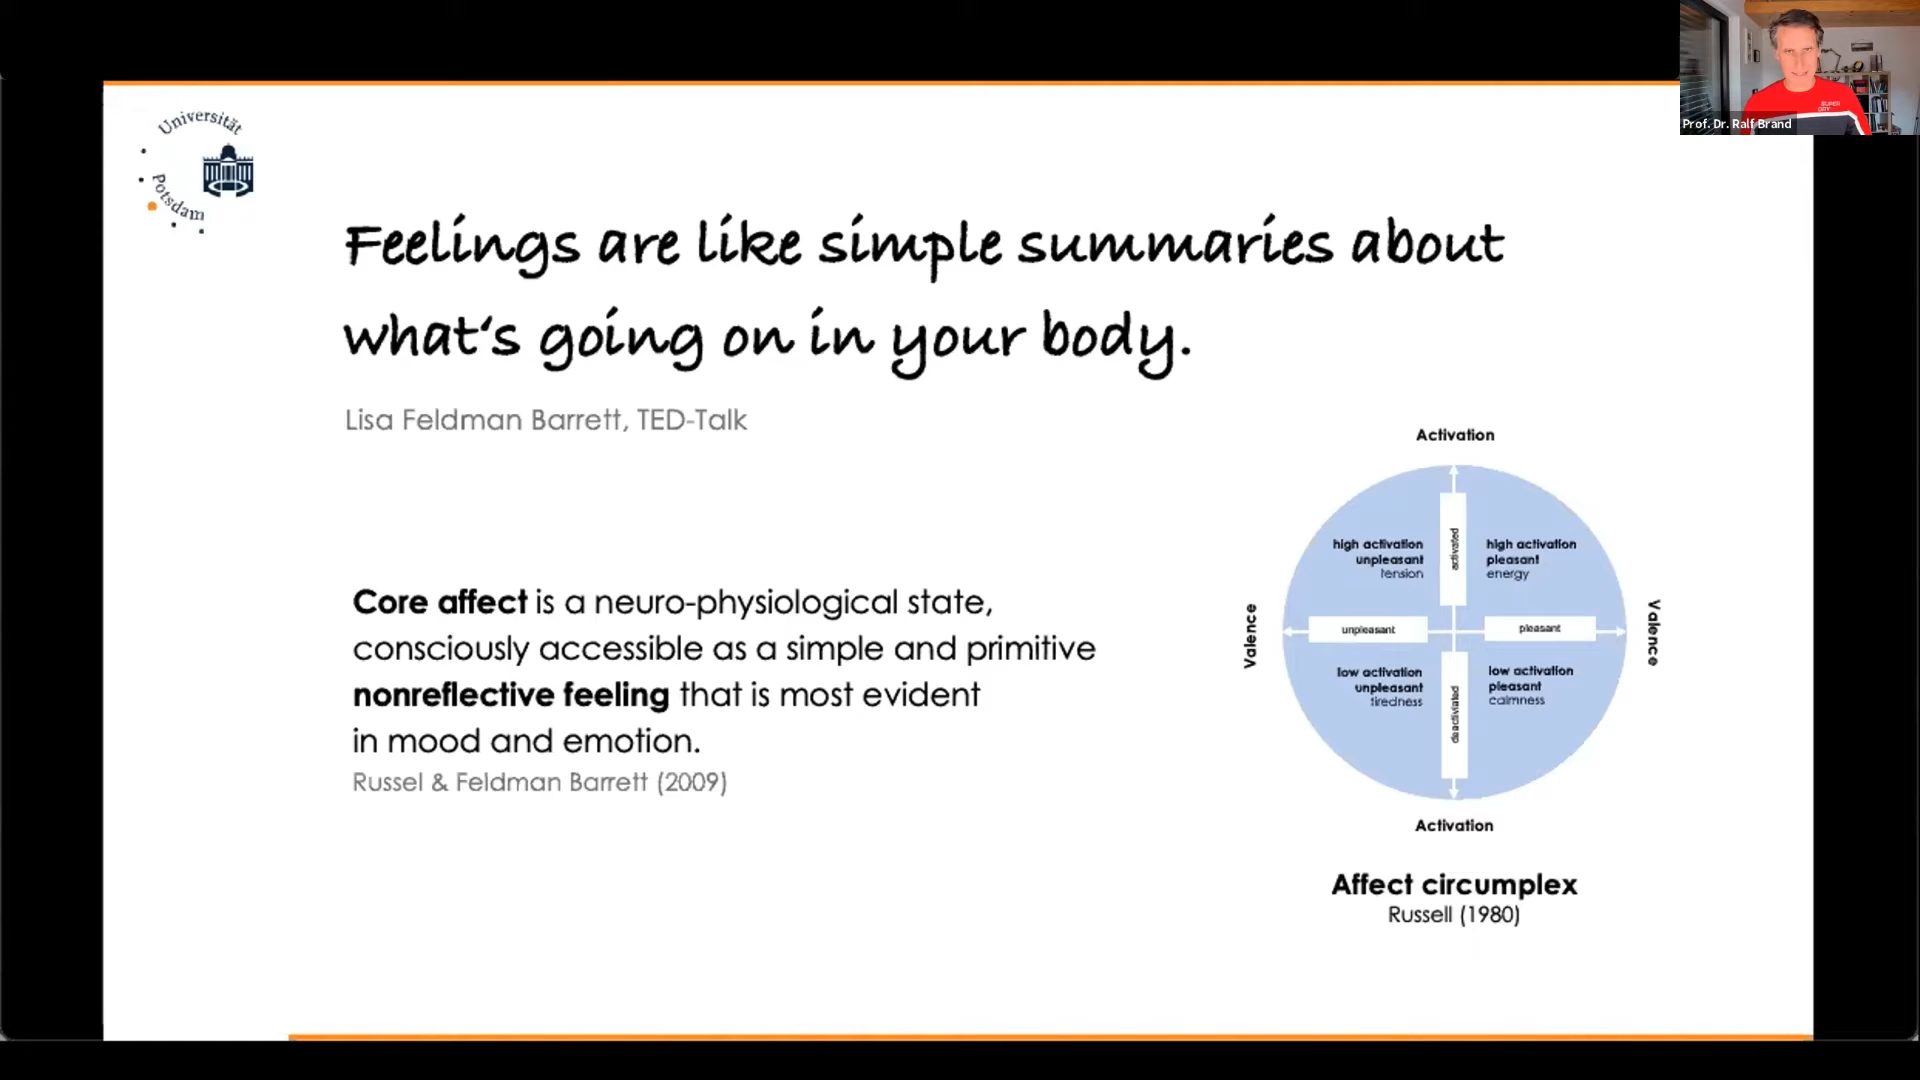 Prof. Dr. Ralf Brand
SUPER
DRY
Universität
Potsdam
Feelings are like simple summaries about
what‘s going on in your body.
Lisa Feldman Barrett, TED-Talk
Core affect is a neuro-physiological state,
consciously accessible as a simple and primitive
nonreflective feeling that is most evident
in mood and emotion.
Russel & Feldman Barrett (2009)
Activation
activated
high activation
unpleasant
tension
high activation
pleasant
energy
Valence
unpleasant
pleasant
Valence
low activation
unpleasant
tiredness
low activation
pleasant
calmness
deactiviated
Activation
Affect circumplex
Russell (1980)